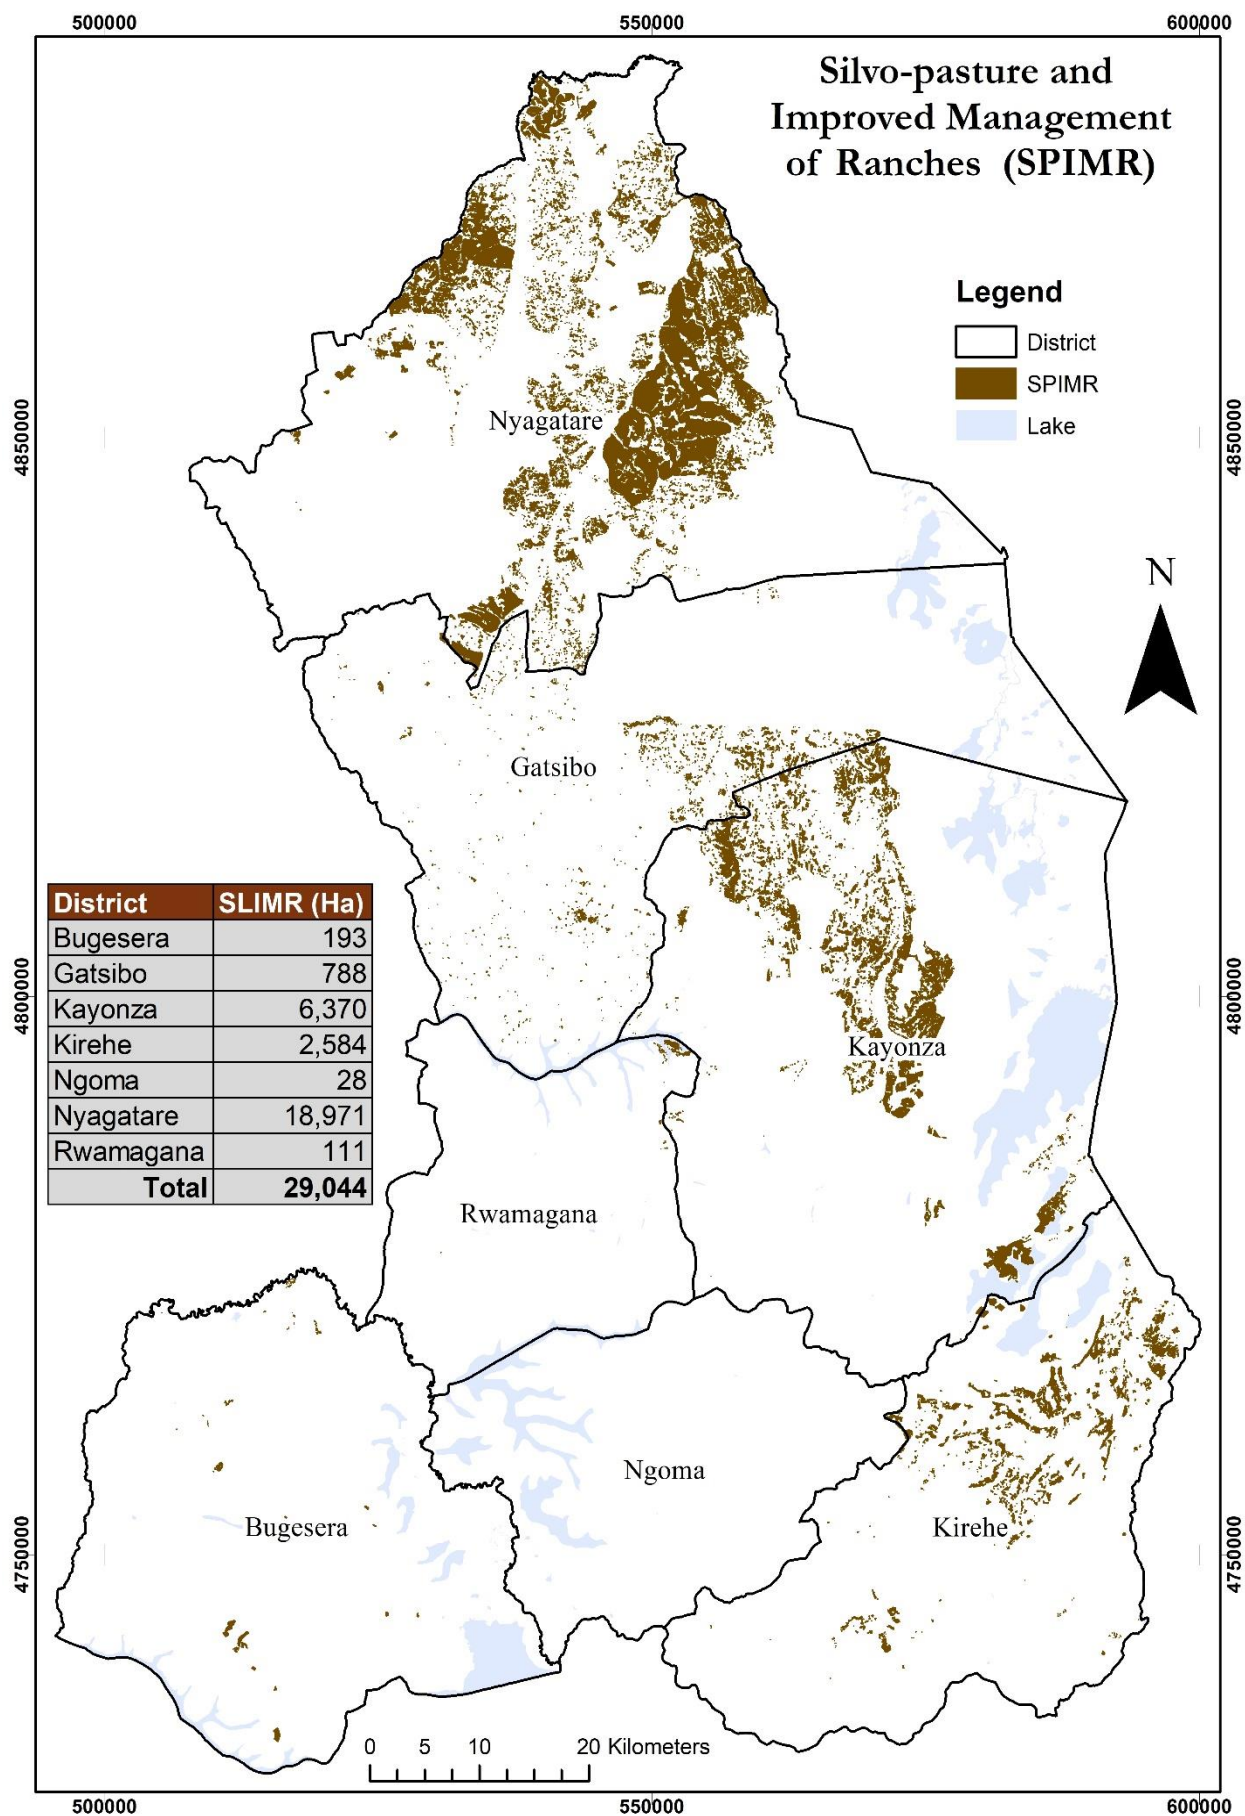 500000 550000 600000
Silvo-pasture and
Improved Management
of Ranches (SPIMR)
Legend
District
SPIMR
Lake
4850000 4850000
Nyagatare
N
Gatsibo
District SLIMR (Ha)
Bugesera 193
Gatsibo 788
Kayonza 6,370
Kirehe 2,584
Ngoma 28
Nyagatare 18,971
Rwamagana 111
Total 29,044
4800000 4800000
Kayonza
Rwamagana
Ngoma
Bugesera
Kirehe
4750000 4750000
0 5 10 20 Kilometers
500000 550000 600000